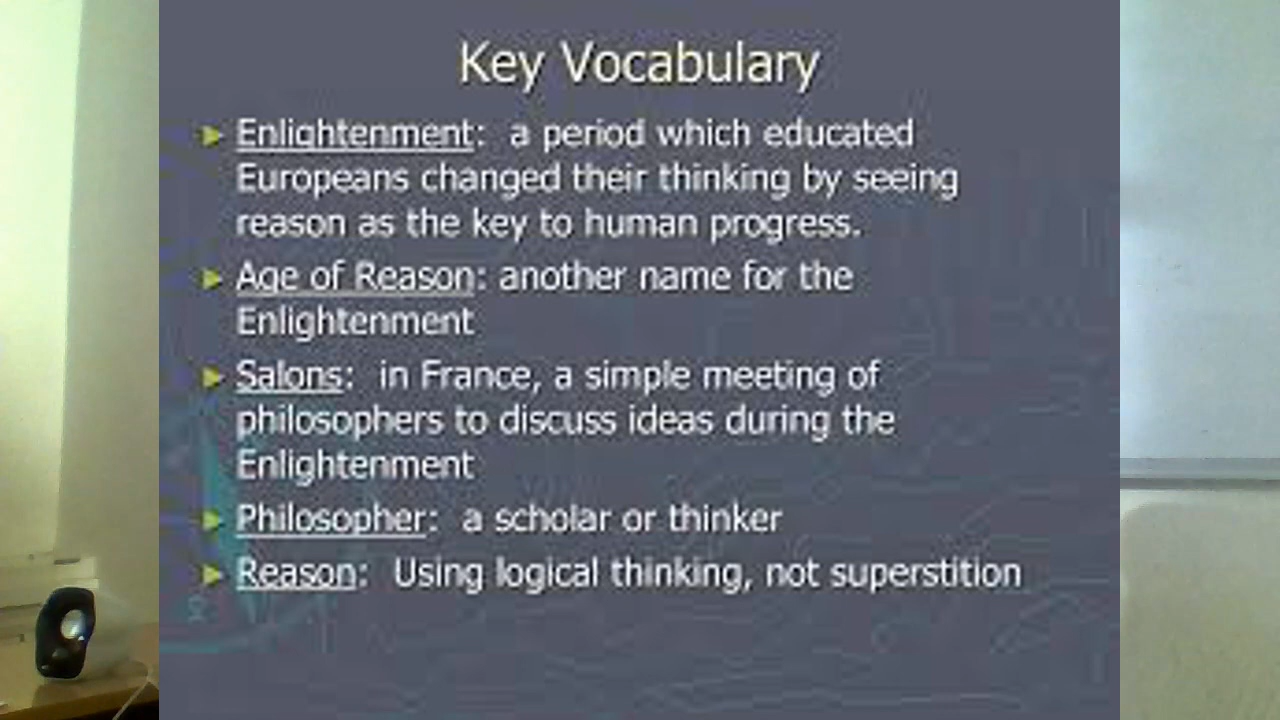 Key Vocabulary
► Enlightenment: a period which educated
Europeans changed their thinking by seeing
reason as the key to human progress.
► Age of Reason: another name for the
Enlightenment
► Salons: in France, a simple meeting of
philosophers to discuss ideas during the
Enlightenment
► Philosopher: a scholar or thinker
► Reason: Using logical thinking, not superstition